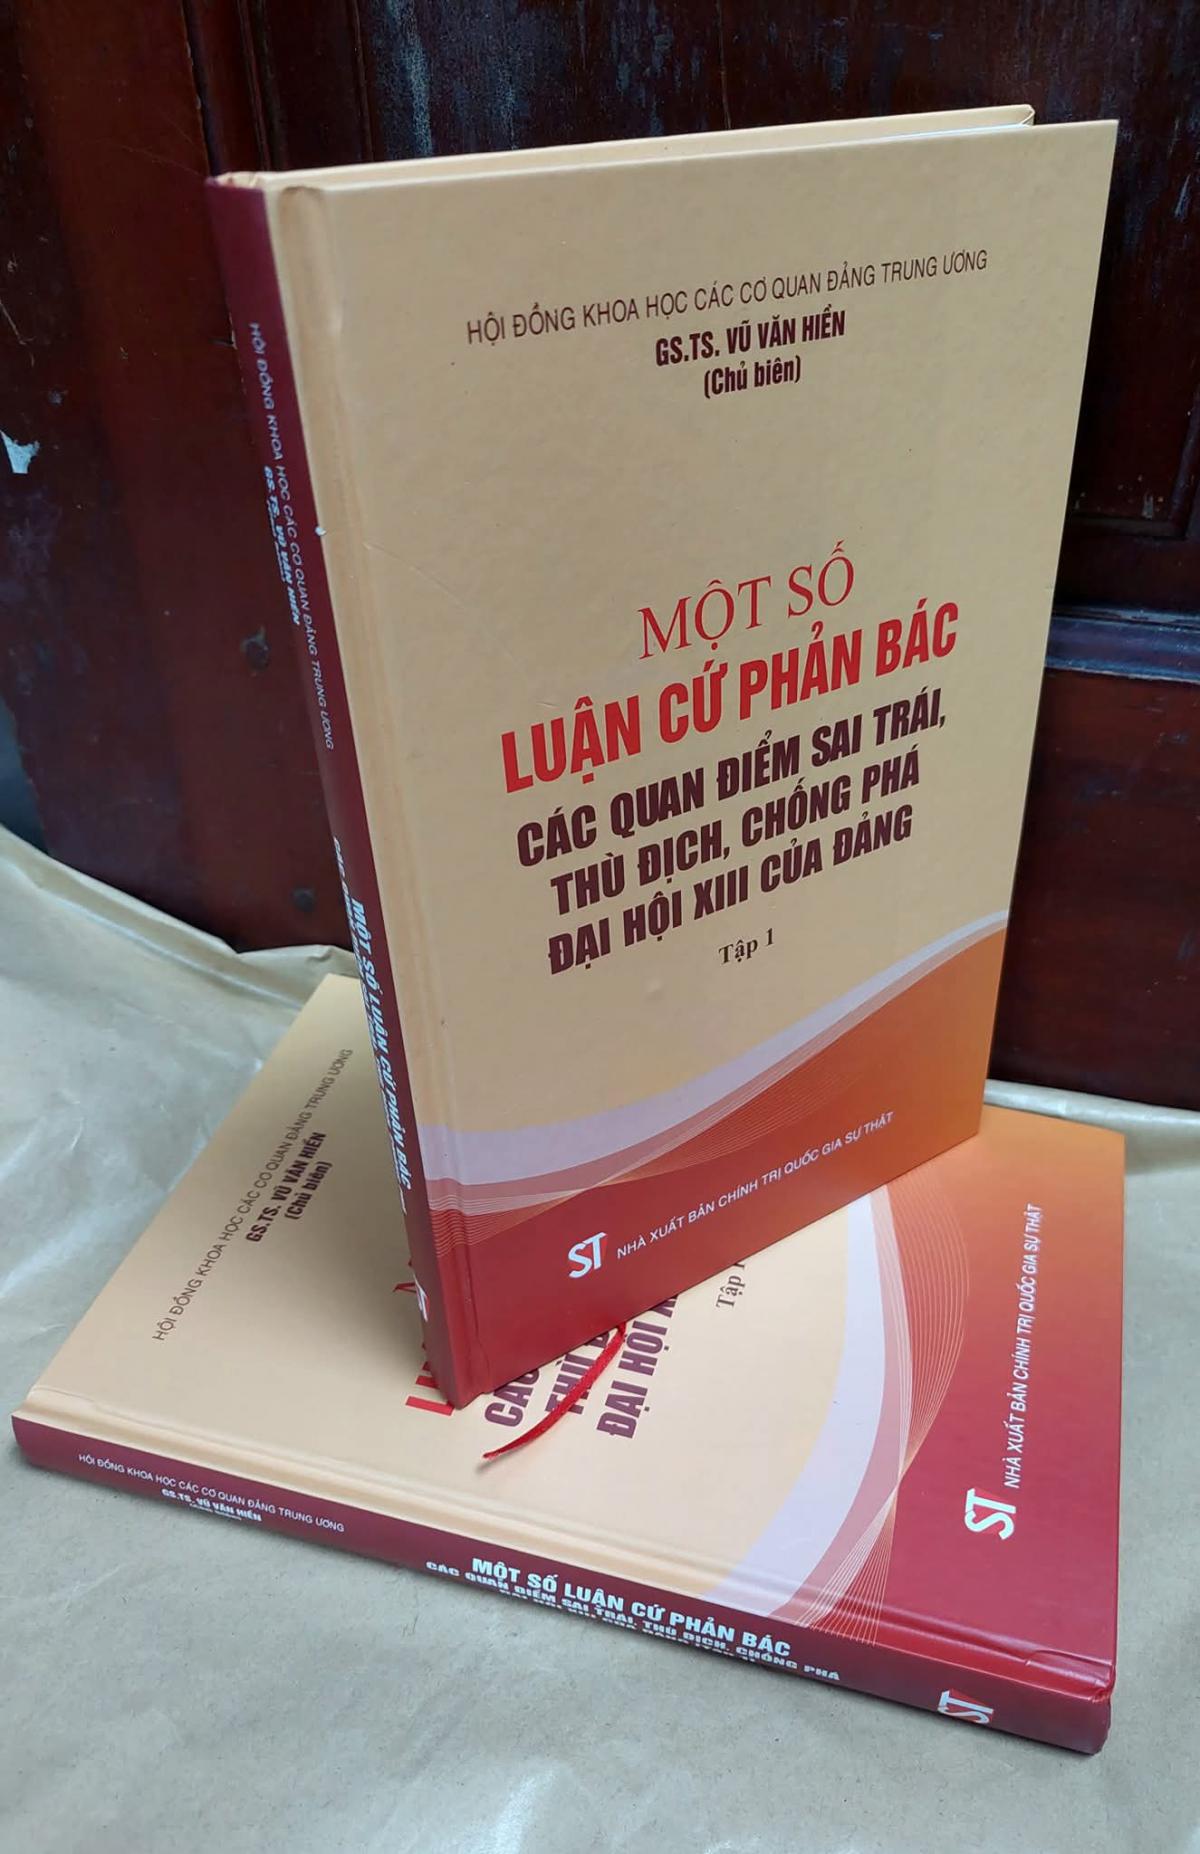 HỘI ĐỒNG KHOA HỌC CÁC CƠ QUAN ĐẢNG TRUNG ƯƠNG
GS.TS. VŨ VĂN HIỀN
(Chủ biên)
MỘT SỐ
LUẬN CỨ PHẢN BÁC
CÁC QUAN ĐIỂM SAI TRÁI,
THÙ ĐỊCH, CHỐNG PHÁ
ĐẠI HỘI XIII CỦA ĐẢNG
Tập 1
ST NHÀ XUẤT BẢN CHÍNH TRỊ QUỐC GIA SỰ THẬT
HỘI ĐỒNG KHOA HỌC CÁC CƠ QUAN ĐẢNG TRUNG ƯƠNG
GS.TS. VŨ VĂN HIỀN
MỘT SỐ LUẬN CỨ PHẢN BÁC
ST
HỘI ĐỒNG KHOA HỌC CÁC CƠ QUAN ĐẢNG TRUNG ƯƠNG
GS.TS. VŨ VĂN HIỀN
(Chủ biên)
ĐẠI HỘI
Tập
ST NHÀ XUẤT BẢN CHÍNH TRỊ QUỐC GIA SỰ THẬT
HỘI ĐỒNG KHOA HỌC CÁC CƠ QUAN ĐẢNG TRUNG ƯƠNG
GS.TS. VŨ VĂN HIỀN
MỘT SỐ LUẬN CỨ PHẢN BÁC
CÁC QUAN ĐIỂM SAI TRÁI, THÙ ĐỊCH, CHỐNG PHÁ
ST